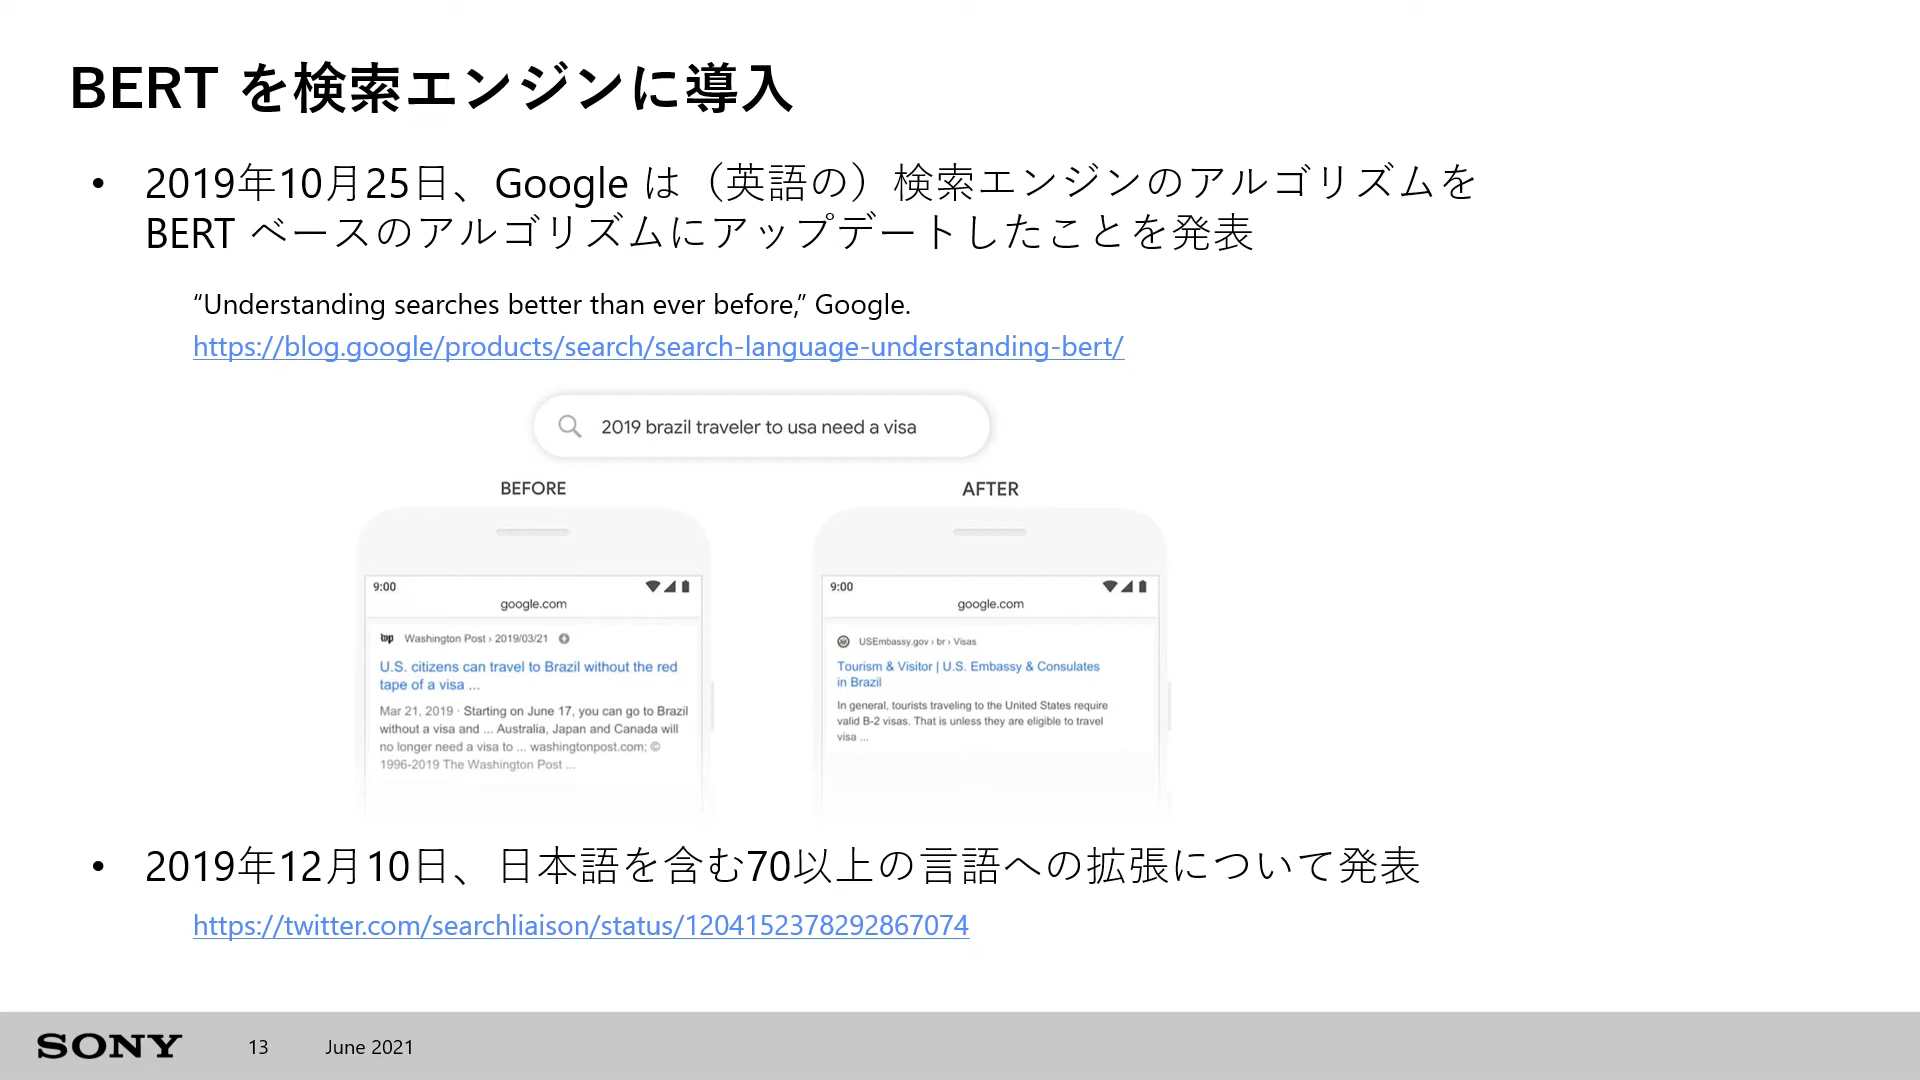 BERT を検索エンジンに導入
• 2019年10月25日、Google は（英語の）検索エンジンのアルゴリズムを
BERT ベースのアルゴリズムにアップデートしたことを発表
“Understanding searches better than ever before,” Google.
https://blog.google/products/search/search-language-understanding-bert/
2019 brazil traveler to usa need a visa
BEFORE
9:00
google.com
wp Washington Post › 2019/03/21
U.S. citizens can travel to Brazil without the red
tape of a visa ...
Mar 21, 2019 · Starting on June 17, you can go to Brazil
without a visa and ... Australia, Japan and Canada will
no longer need a visa to ... washingtonpost.com; ©
1996-2019 The Washington Post ...
AFTER
9:00
google.com
USEmbassy.gov › br › Visas
Tourism & Visitor | U.S. Embassy & Consulates
in Brazil
In general, tourists traveling to the United States require
valid B-2 visas. That is unless they are eligible to travel
visa ...
• 2019年12月10日、日本語を含む70以上の言語への拡張について発表
https://twitter.com/searchliaison/status/1204152378292867074
SONY 13 June 2021